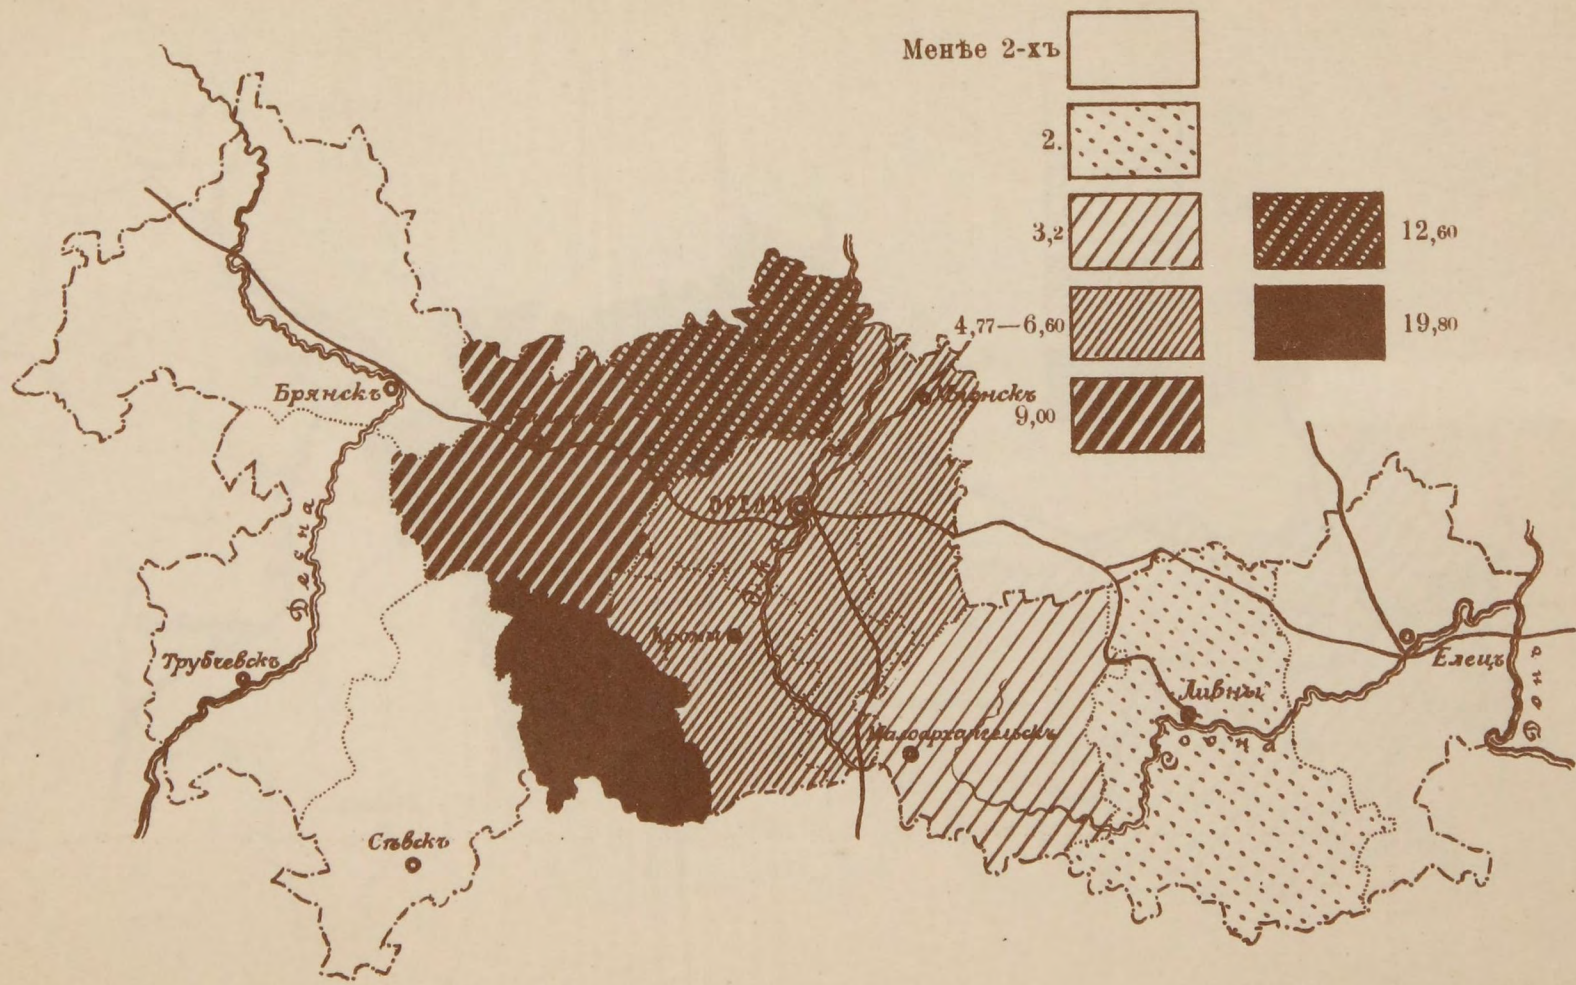 Менѣе 2-хъ
2.
3,2
12,60
4,77—6,60
19,80
9,00
Брянскъ
Десна
ОРЕЛЪ
Ока
Кромы
Трубчевскъ
Елецъ
Донъ
Ливны
Малоархангельскъ
Сосна
Сѣвскъ